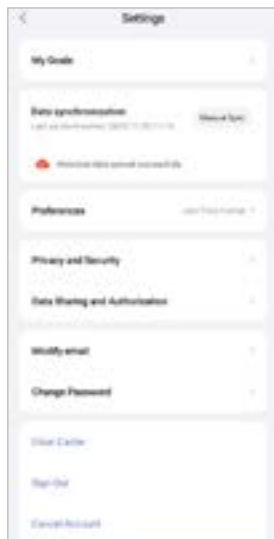 Settings
My Goals
Data synchronization
Manual Sync
Preferences
Privacy and Security
Data Sharing and Authorization
Modify email
Change Password
Clear Cache
Sign Out
Cancel Account